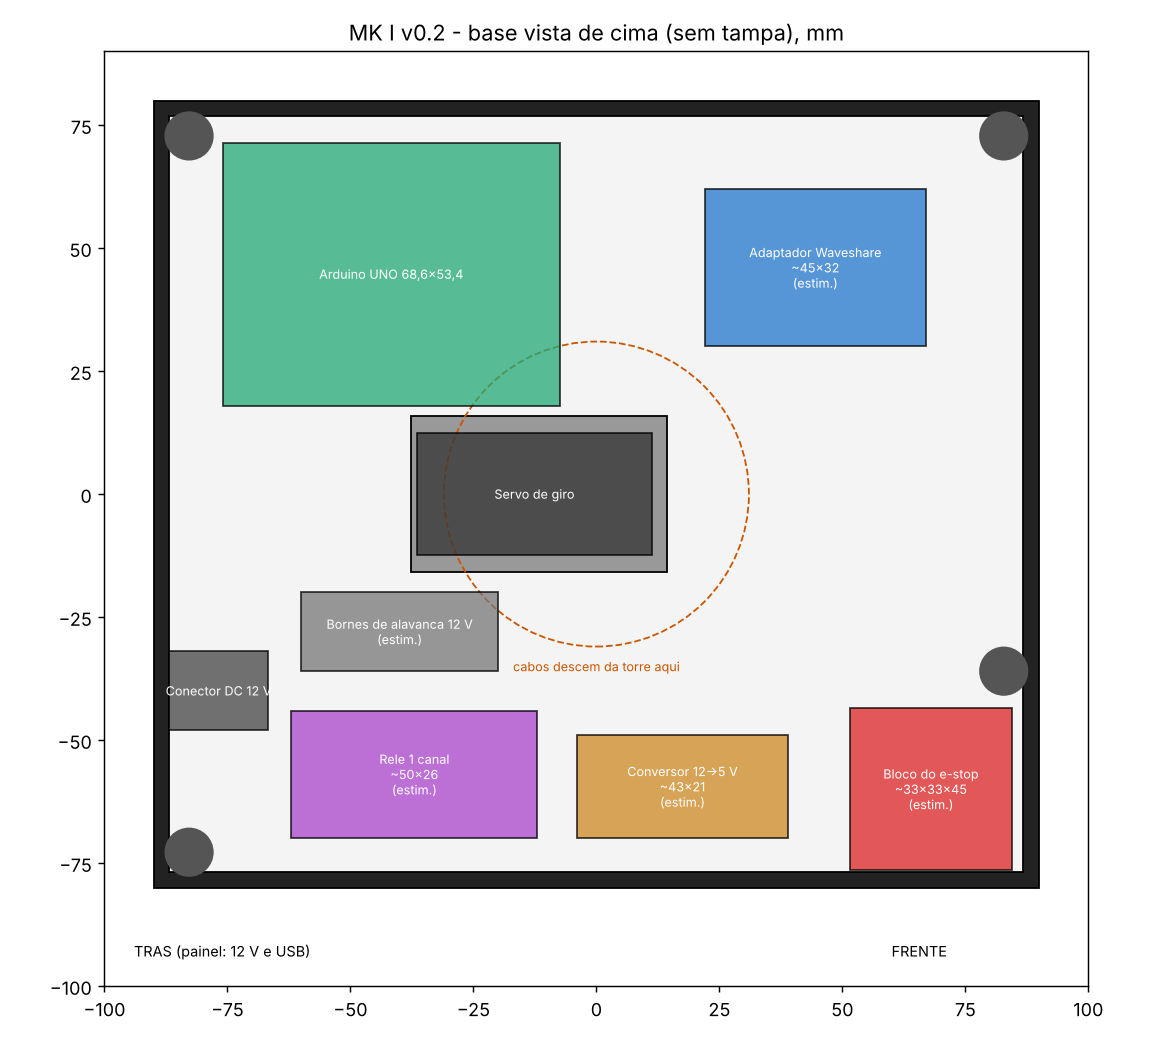 MK I v0.2 - base vista de cima (sem tampa), mm
75
50
25
0
−25
−50
−75
−100
Arduino UNO 68,6×53,4
Adaptador Waveshare
~45×32
(estim.)
Servo de giro
Bornes de alavanca 12 V
(estim.)
cabos descem da torre aqui
Conector DC 12 V
Rele 1 canal
~50×26
(estim.)
Conversor 12→5 V
~43×21
(estim.)
Bloco do e-stop
~33×33×45
(estim.)
TRAS (painel: 12 V e USB)
FRENTE
−100
−75
−50
−25
0
25
50
75
100